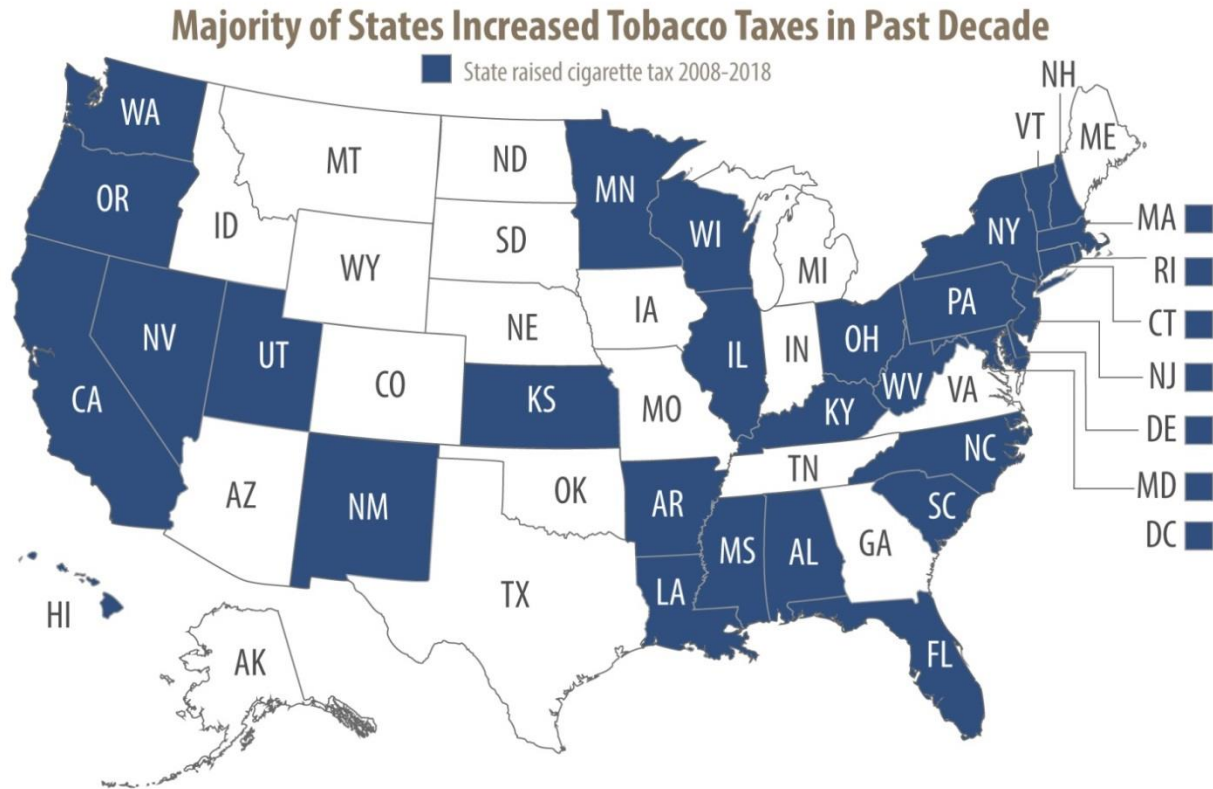 Majority of States Increased Tobacco Taxes in Past Decade
State raised cigarette tax 2008-2018
NH
WA
VT
ME
MT
ND
MN
OR
ID
SD
WI
NY
MA
WY
MI
RI
IA
PA
NE
CT
NV
UT
IL
IN
OH
NJ
CO
WV
VA
CA
KS
MO
KY
DE
NC
TN
MD
AZ
NM
OK
AR
SC
DC
MS
AL
GA
TX
LA
HI
AK
FL